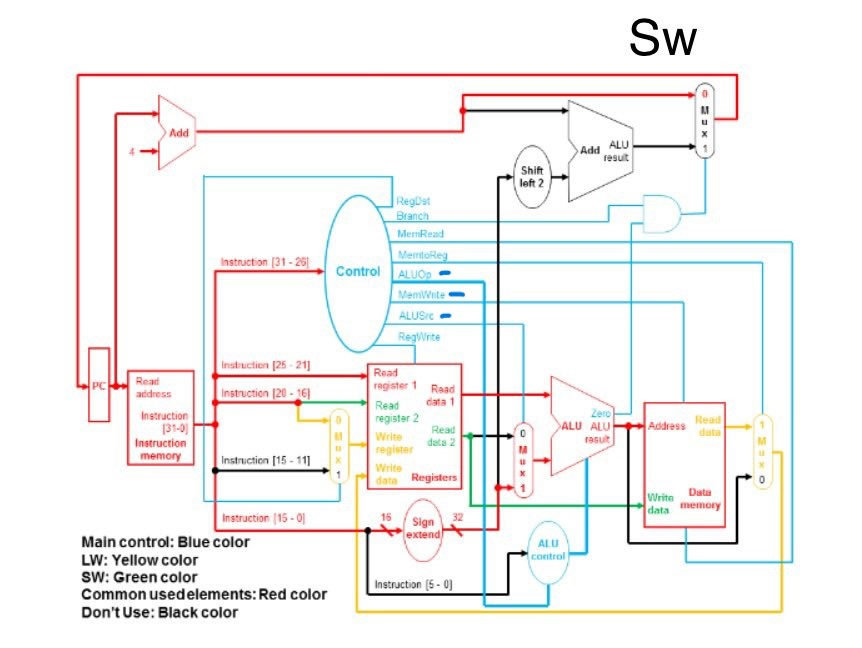 Sw
0
M
u
x
1
Add
4
Add
ALU
result
Shift
left 2
RegDst
Branch
MemRead
MemtoReg
ALUOp
MemWrite
ALUSrc
RegWrite
Control
Instruction [31 - 26]
Instruction [25 - 21]
Instruction [20 - 16]
Instruction [15 - 11]
Instruction [15 - 0]
Instruction [5 - 0]
PC
Read
address
Instruction
[31-0]
Instruction
memory
0
M
u
x
1
Read
register 1
Read
register 2
Write
register
Write
data
Read
data 1
Read
data 2
Registers
0
M
u
x
1
ALU
Zero
ALU
result
Address
Read
data
Write
data
Data
memory
1
M
u
x
0
16
Sign
extend
32
ALU
control
Main control: Blue color
LW: Yellow color
SW: Green color
Common used elements: Red color
Don't Use: Black color